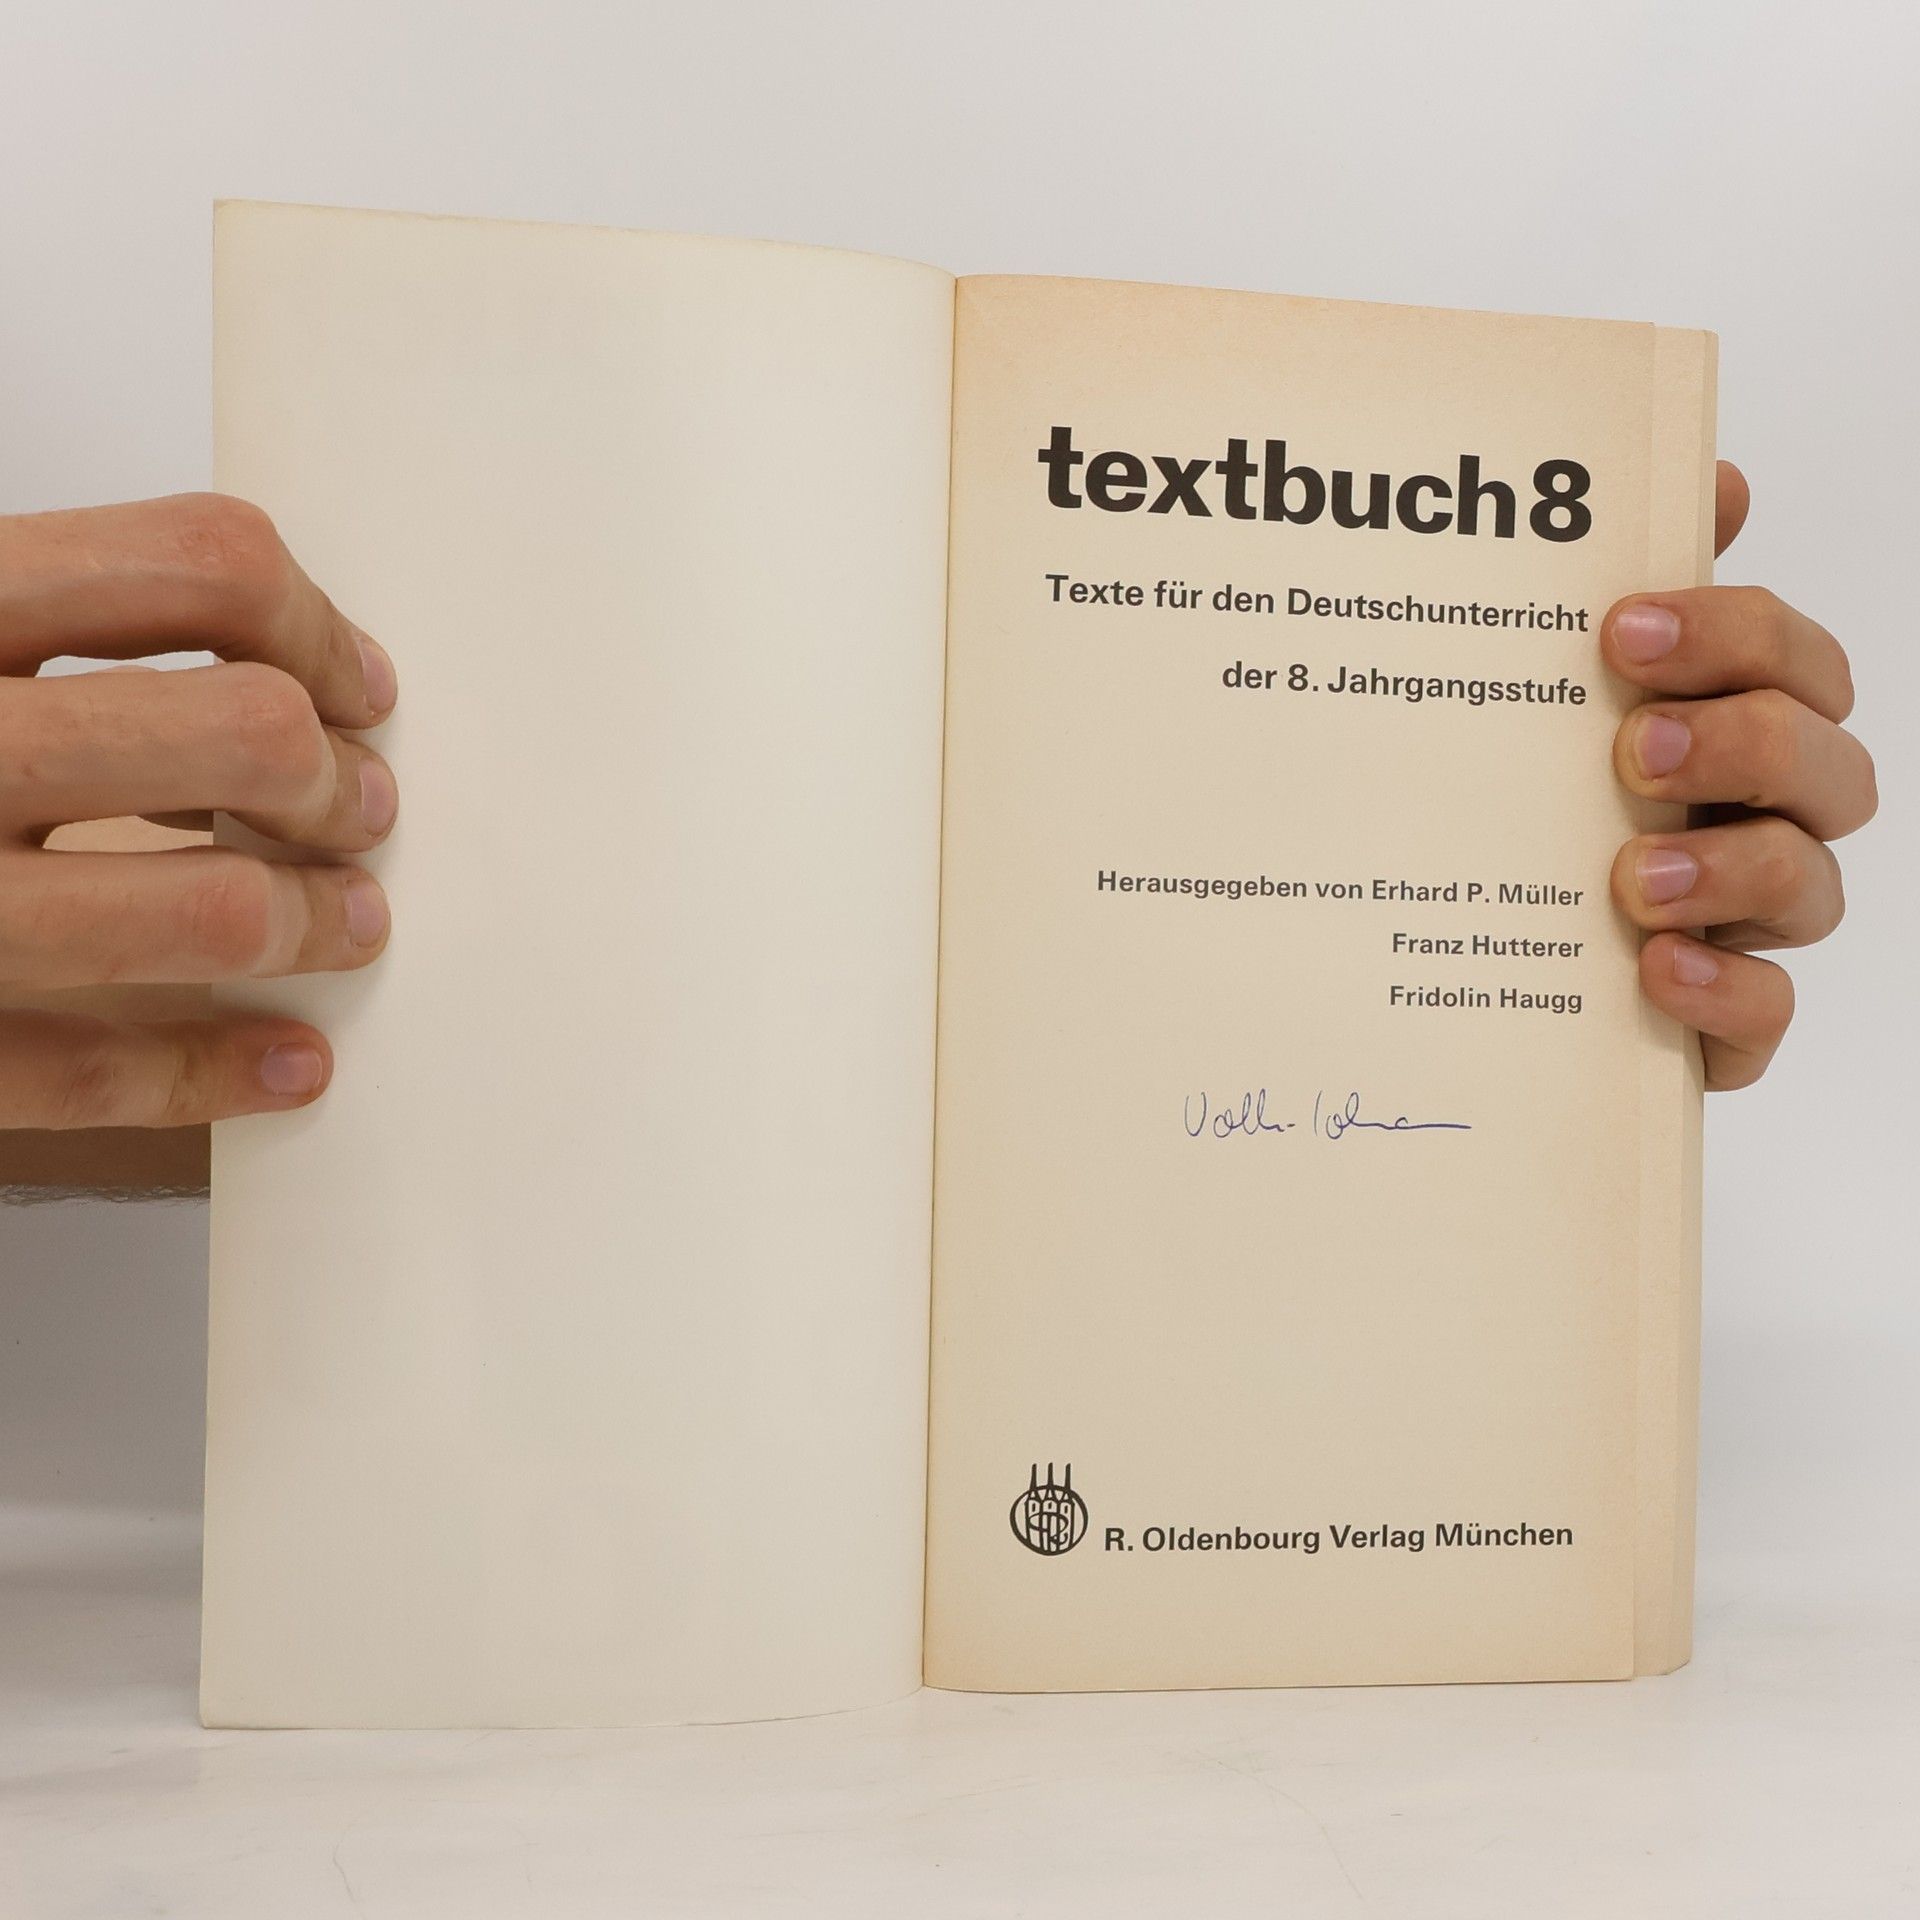 textbuch 8
Texte für den Deutschunterricht
der 8. Jahrgangsstufe
Herausgegeben von Erhard P. Müller
Franz Hutterer
Fridolin Haugg
R. Oldenbourg Verlag München